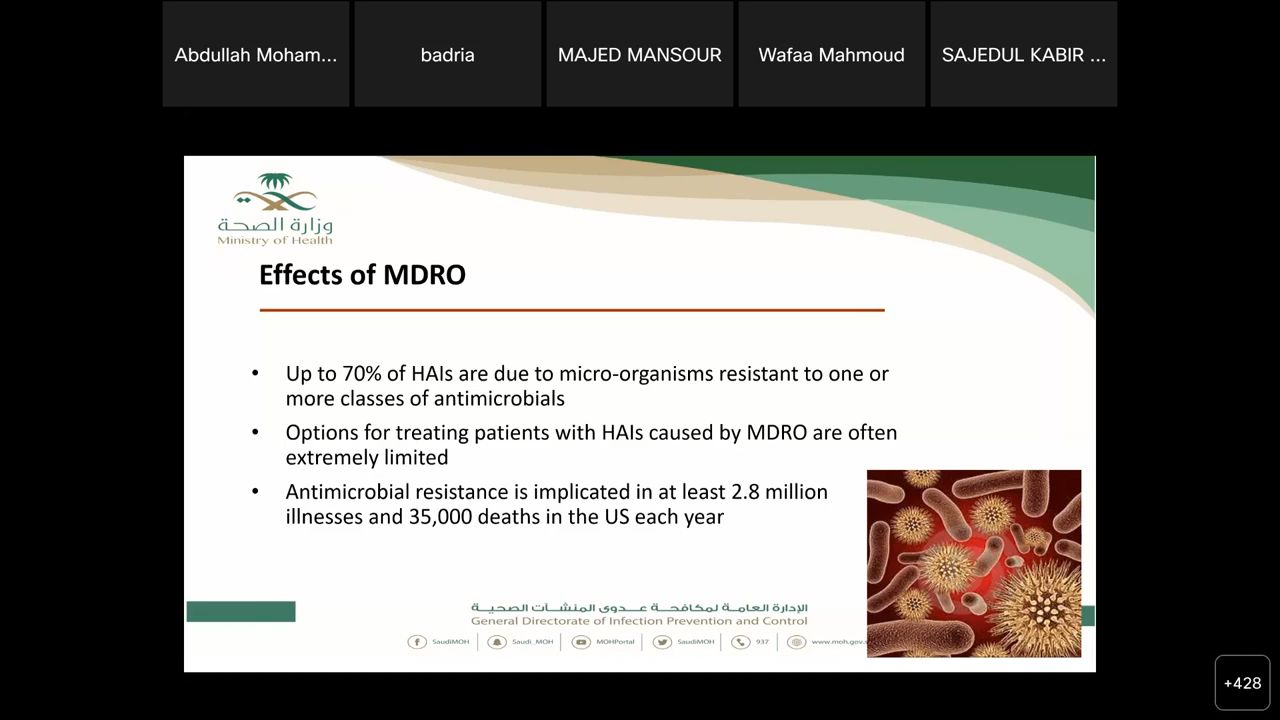 Abdullah Moham...
badria
MAJED MANSOUR
Wafaa Mahmoud
SAJEDUL KABIR ...
وزارة الصحة
Ministry of Health
Effects of MDRO
• Up to 70% of HAIs are due to micro-organisms resistant to one or
more classes of antimicrobials
• Options for treating patients with HAIs caused by MDRO are often
extremely limited
• Antimicrobial resistance is implicated in at least 2.8 million
illnesses and 35,000 deaths in the US each year
الإدارة العامة لمكافحة عدوى المنشآت الصحية
General Directorate of Infection Prevention and Control
SaudiMOH Saudi_MOH MOHPortal SaudiMOH 937 www.moh.gov.s
+428